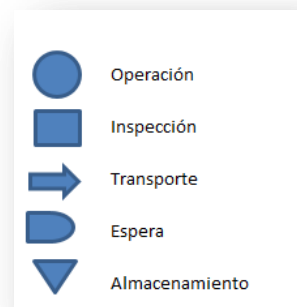 Operación
Inspección
Transporte
Espera
Almacenamiento